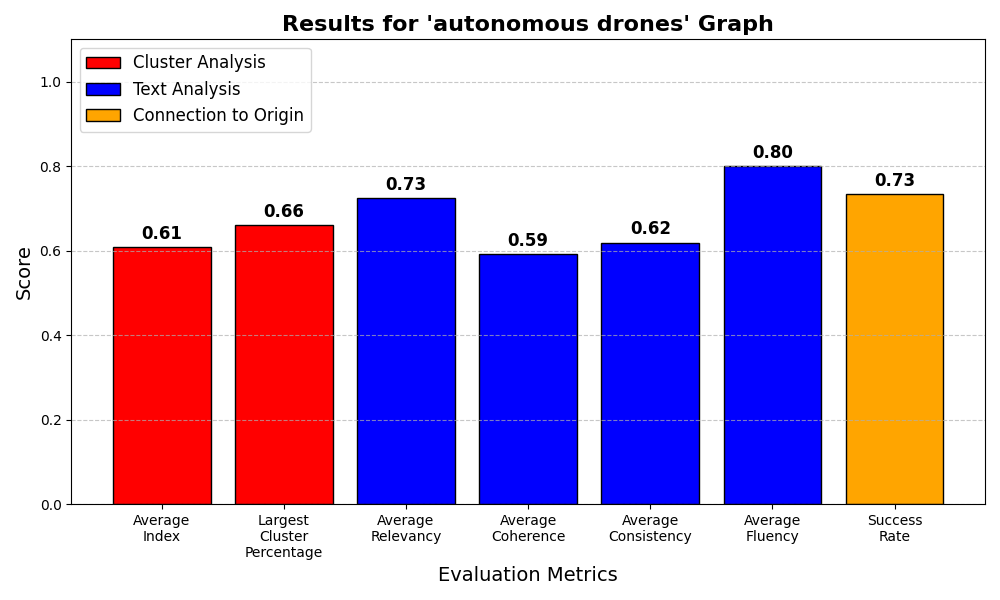 Results for 'autonomous drones' Graph
Cluster Analysis
Text Analysis
Connection to Origin
Score
1.0
0.8
0.6
0.4
0.2
0.0
0.61
0.66
0.73
0.59
0.62
0.80
0.73
Average
Index
Largest
Cluster
Percentage
Average
Relevancy
Average
Coherence
Average
Consistency
Average
Fluency
Success
Rate
Evaluation Metrics